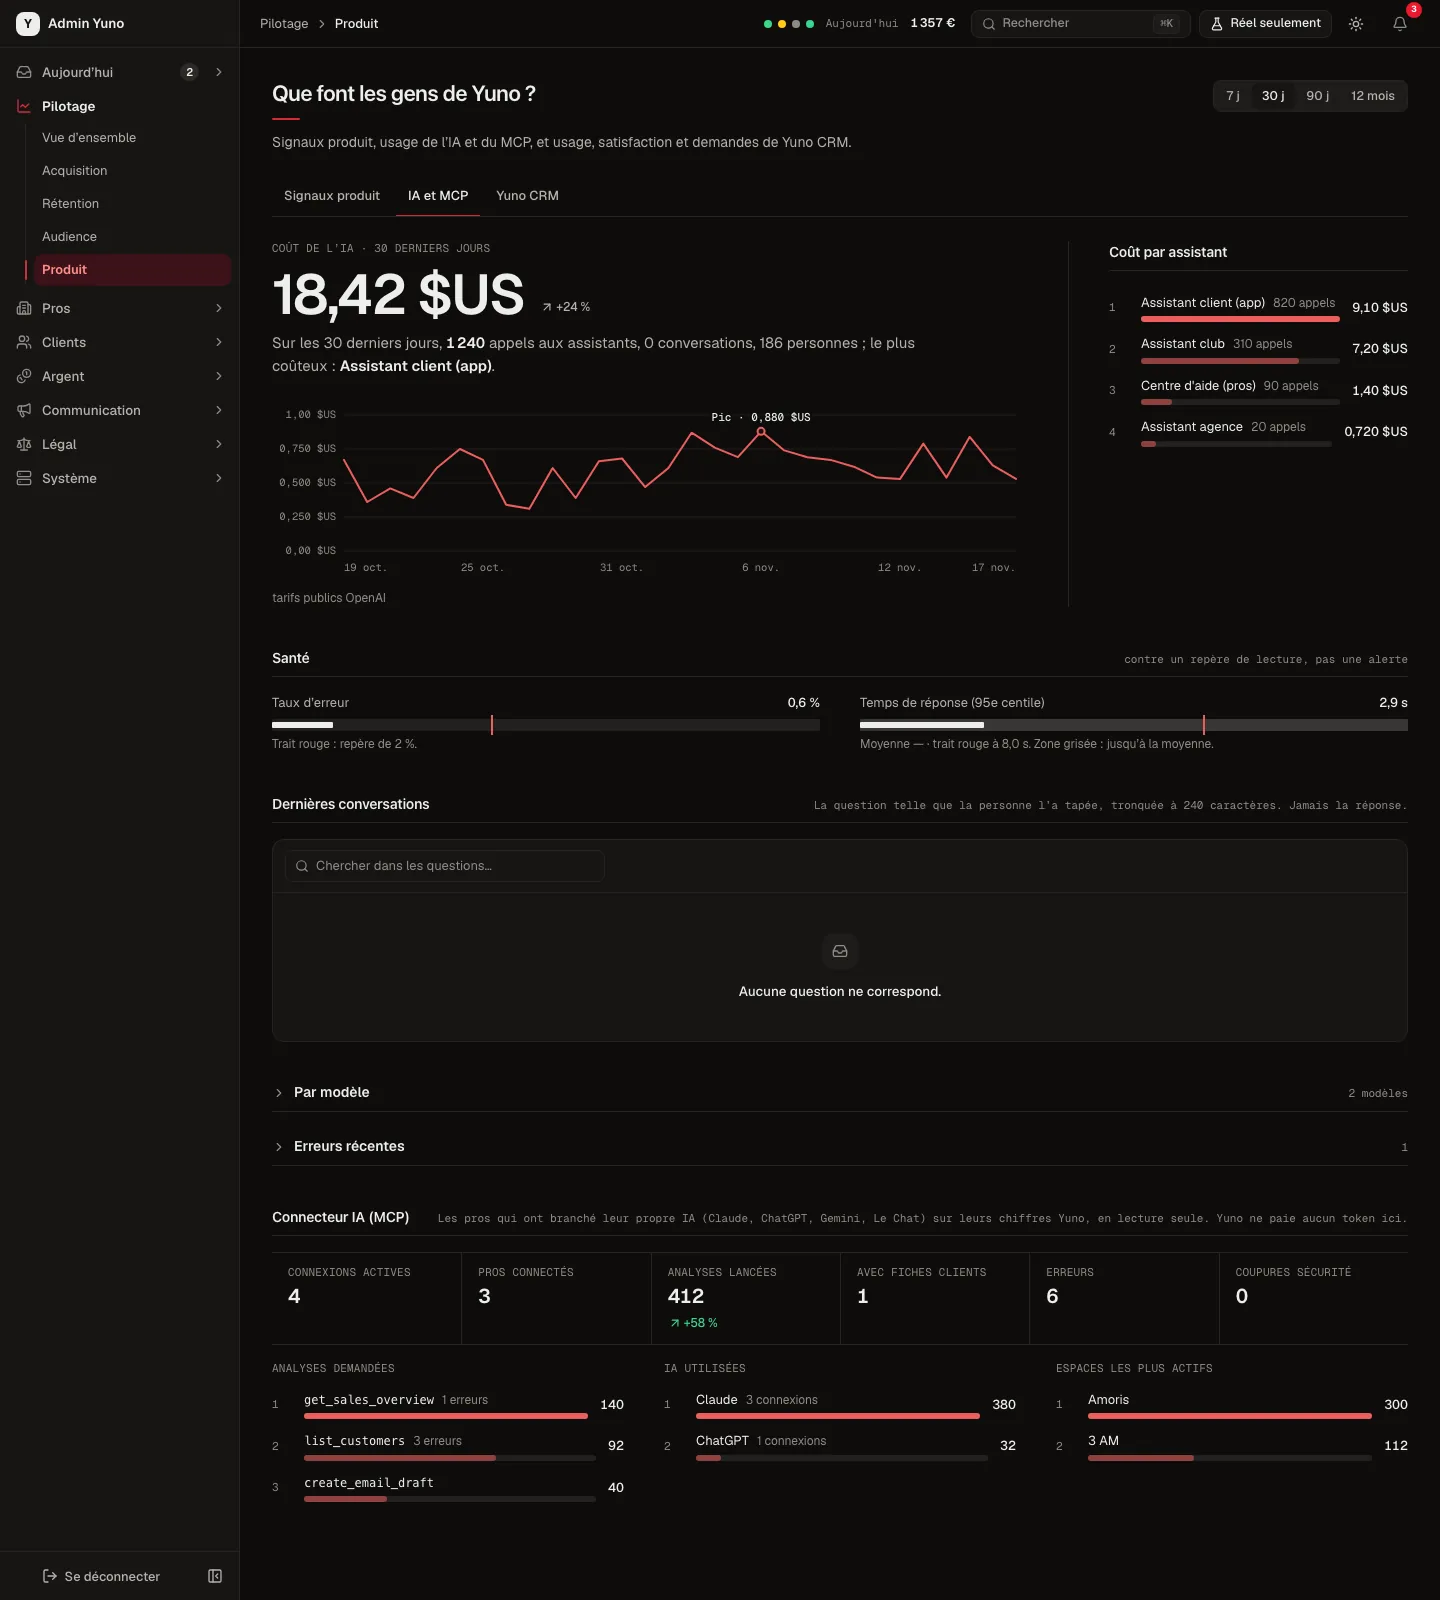 Y Admin Yuno
Pilotage > Produit
Aujourd'hui 1 357 €
Rechercher ⌘K
Réel seulement
3
Aujourd'hui 2
Pilotage
Vue d'ensemble
Acquisition
Rétention
Audience
Produit
Pros
Clients
Argent
Communication
Légal
Système
Se déconnecter
Que font les gens de Yuno ?
7 j 30 j 90 j 12 mois
Signaux produit, usage de l'IA et du MCP, et usage, satisfaction et demandes de Yuno CRM.
Signaux produit IA et MCP Yuno CRM
COÛT DE L'IA · 30 DERNIERS JOURS
18,42 $US +24 %
Sur les 30 derniers jours, 1 240 appels aux assistants, 0 conversations, 186 personnes ; le plus
coûteux : Assistant client (app).
1,00 $US
0,750 $US
0,500 $US
0,250 $US
0,00 $US
Pic · 0,880 $US
19 oct. 25 oct. 31 oct. 6 nov. 12 nov. 17 nov.
tarifs publics OpenAI
Coût par assistant
1 Assistant client (app) 820 appels 9,10 $US
2 Assistant club 310 appels 7,20 $US
3 Centre d'aide (pros) 90 appels 1,40 $US
4 Assistant agence 20 appels 0,720 $US
Santé contre un repère de lecture, pas une alerte
Taux d'erreur 0,6 %
Trait rouge : repère de 2 %.
Temps de réponse (95e centile) 2,9 s
Moyenne — · trait rouge à 8,0 s. Zone grisée : jusqu'à la moyenne.
Dernières conversations La question telle que la personne l'a tapée, tronquée à 240 caractères. Jamais la réponse.
Chercher dans les questions…
Aucune question ne correspond.
Par modèle 2 modèles
Erreurs récentes 1
Connecteur IA (MCP) Les pros qui ont branché leur propre IA (Claude, ChatGPT, Gemini, Le Chat) sur leurs chiffres Yuno, en lecture seule. Yuno ne paie aucun token ici.
CONNEXIONS ACTIVES
4
PROS CONNECTÉS
3
ANALYSES LANCÉES
412
+58 %
AVEC FICHES CLIENTS
1
ERREURS
6
COUPURES SÉCURITÉ
0
ANALYSES DEMANDÉES
1 get_sales_overview 1 erreurs 140
2 list_customers 3 erreurs 92
3 create_email_draft 40
IA UTILISÉES
1 Claude 3 connexions 380
2 ChatGPT 1 connexions 32
ESPACES LES PLUS ACTIFS
1 Amoris 300
2 3 AM 112